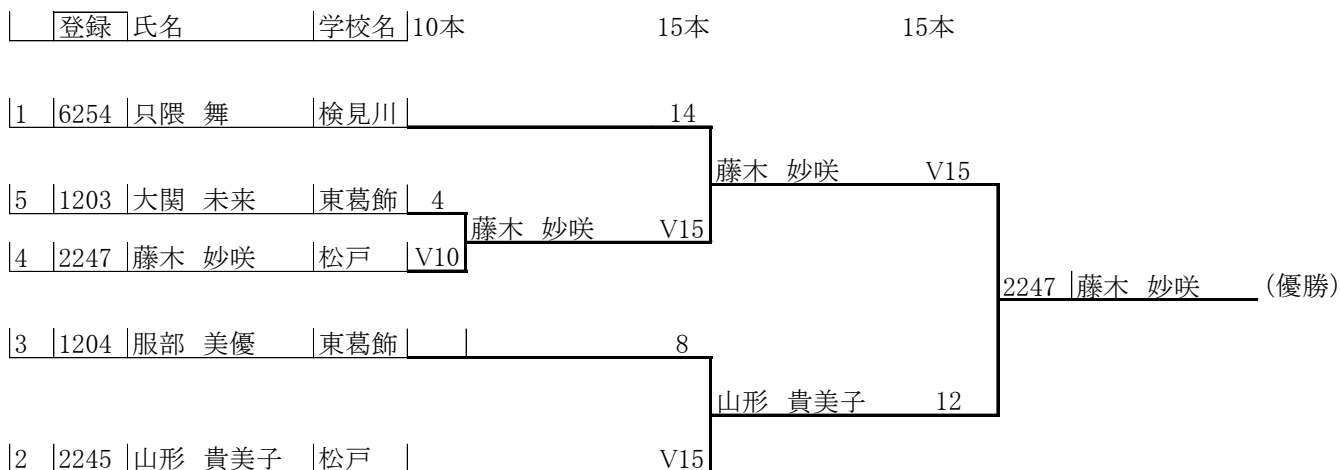 登録 氏名 学校名 10本 15本 15本
1 6254 只隈 舞 検見川 14
藤木 妙咲 V15
5 1203 大関 未来 東葛飾 4
藤木 妙咲 V15
4 2247 藤木 妙咲 松戸 V10
2247 藤木 妙咲 (優勝)
3 1204 服部 美優 東葛飾 8
山形 貴美子 12
2 2245 山形 貴美子 松戸 V15